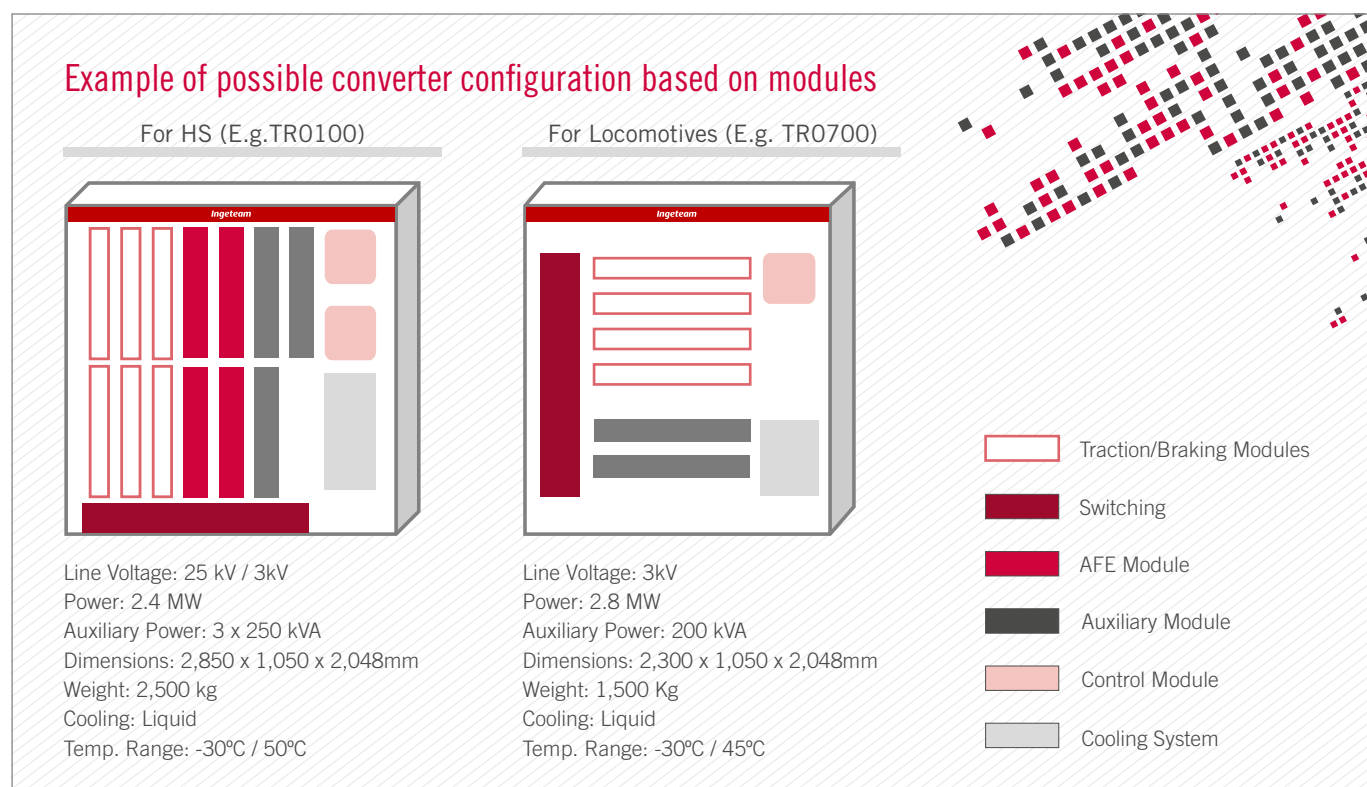 Example of possible converter configuration based on modules
For HS (E.g.TR0100)
For Locomotives (E.g. TR0700)
Ingeteam
Ingeteam
Line Voltage: 25 kV / 3kV
Power: 2.4 MW
Auxiliary Power: 3 x 250 kVA
Dimensions: 2,850 x 1,050 x 2,048mm
Weight: 2,500 kg
Cooling: Liquid
Temp. Range: -30ºC / 50ºC
Line Voltage: 3kV
Power: 2.8 MW
Auxiliary Power: 200 kVA
Dimensions: 2,300 x 1,050 x 2,048mm
Weight: 1,500 Kg
Cooling: Liquid
Temp. Range: -30ºC / 45ºC
Traction/Braking Modules
Switching
AFE Module
Auxiliary Module
Control Module
Cooling System